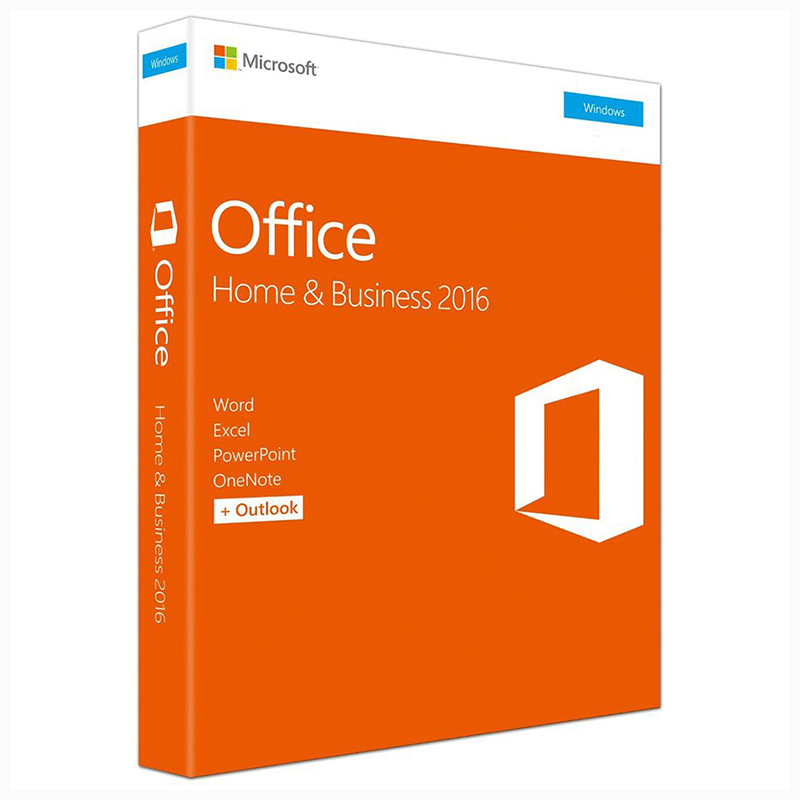 Windows
Microsoft
Windows
Office
Home & Business 2016
Word
Excel
PowerPoint
OneNote
+ Outlook
Office
Home & Business 2016